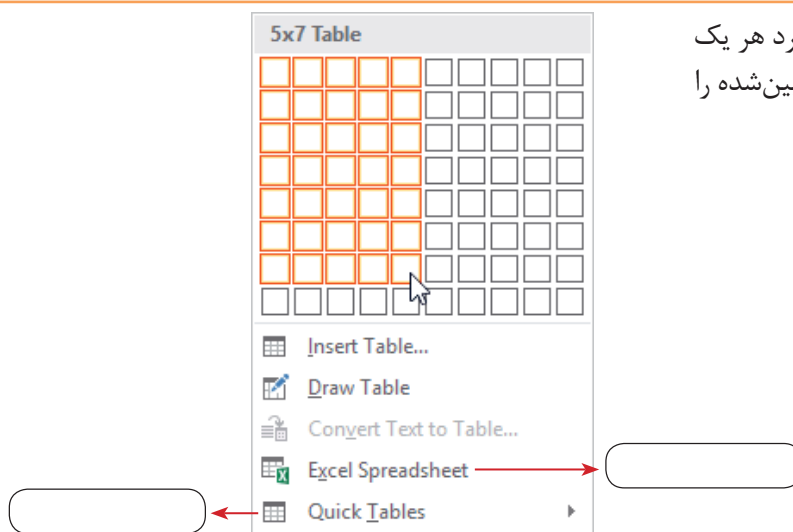 رد هر یک
ین‌شده را
5x7 Table
Insert Table...
Draw Table
Convert Text to Table...
Excel Spreadsheet
Quick Tables